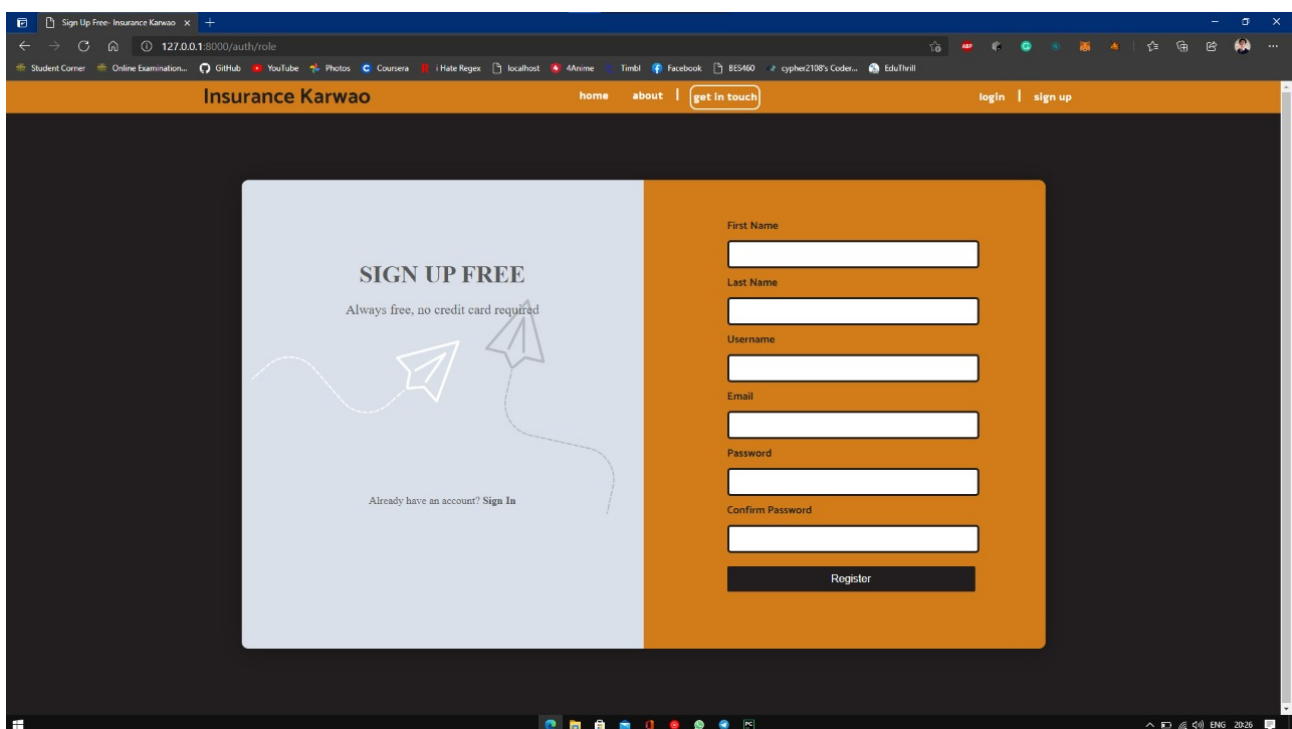 Sign Up Free- Insurance Karwao
127.0.0.1:8000/auth/role
Student Corner Online Examination... GitHub YouTube Photos Coursera i Hate Regex localhost 4Anime Timbl Facebook BES460 cypher2108's Coder... EduThrill
Insurance Karwao home about | get in touch login | sign up
SIGN UP FREE
Always free, no credit card required
Already have an account? Sign In
First Name
Last Name
Username
Email
Password
Confirm Password
Register
ENG 20:26